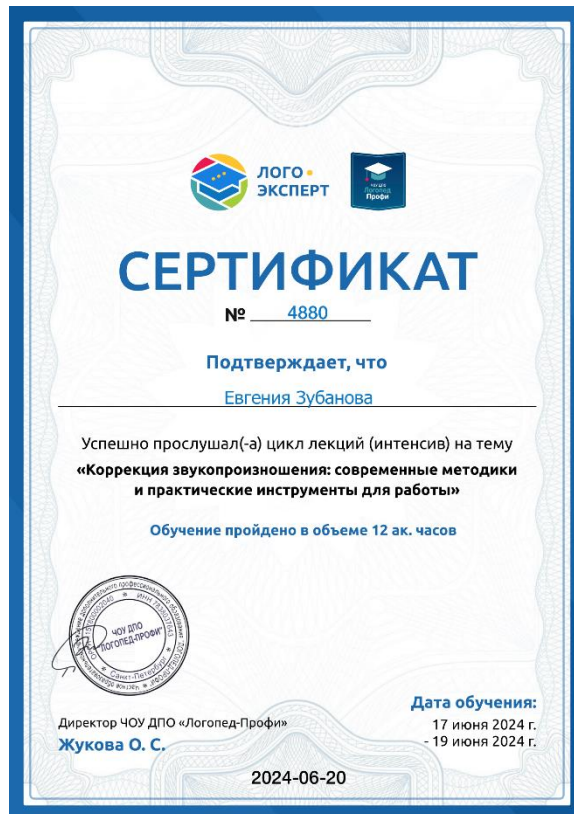 ЛОГО
ЭКСПЕРТ
ЧОУ ДПО
Логопед
Профи
СЕРТИФИКАТ
№ 4880
Подтверждает, что
Евгения Зубанова
Успешно прослушал(-а) цикл лекций (интенсив) на тему
«Коррекция звукопроизношения: современные методики
и практические инструменты для работы»
Обучение пройдено в объеме 12 ак. часов
ЧОУ ДПО
"ЛОГОПЕД-ПРОФИ"
Санкт-Петербург
Дата обучения:
Директор ЧОУ ДПО «Логопед-Профи»
17 июня 2024 г.
Жукова О. С.
- 19 июня 2024 г.
2024-06-20